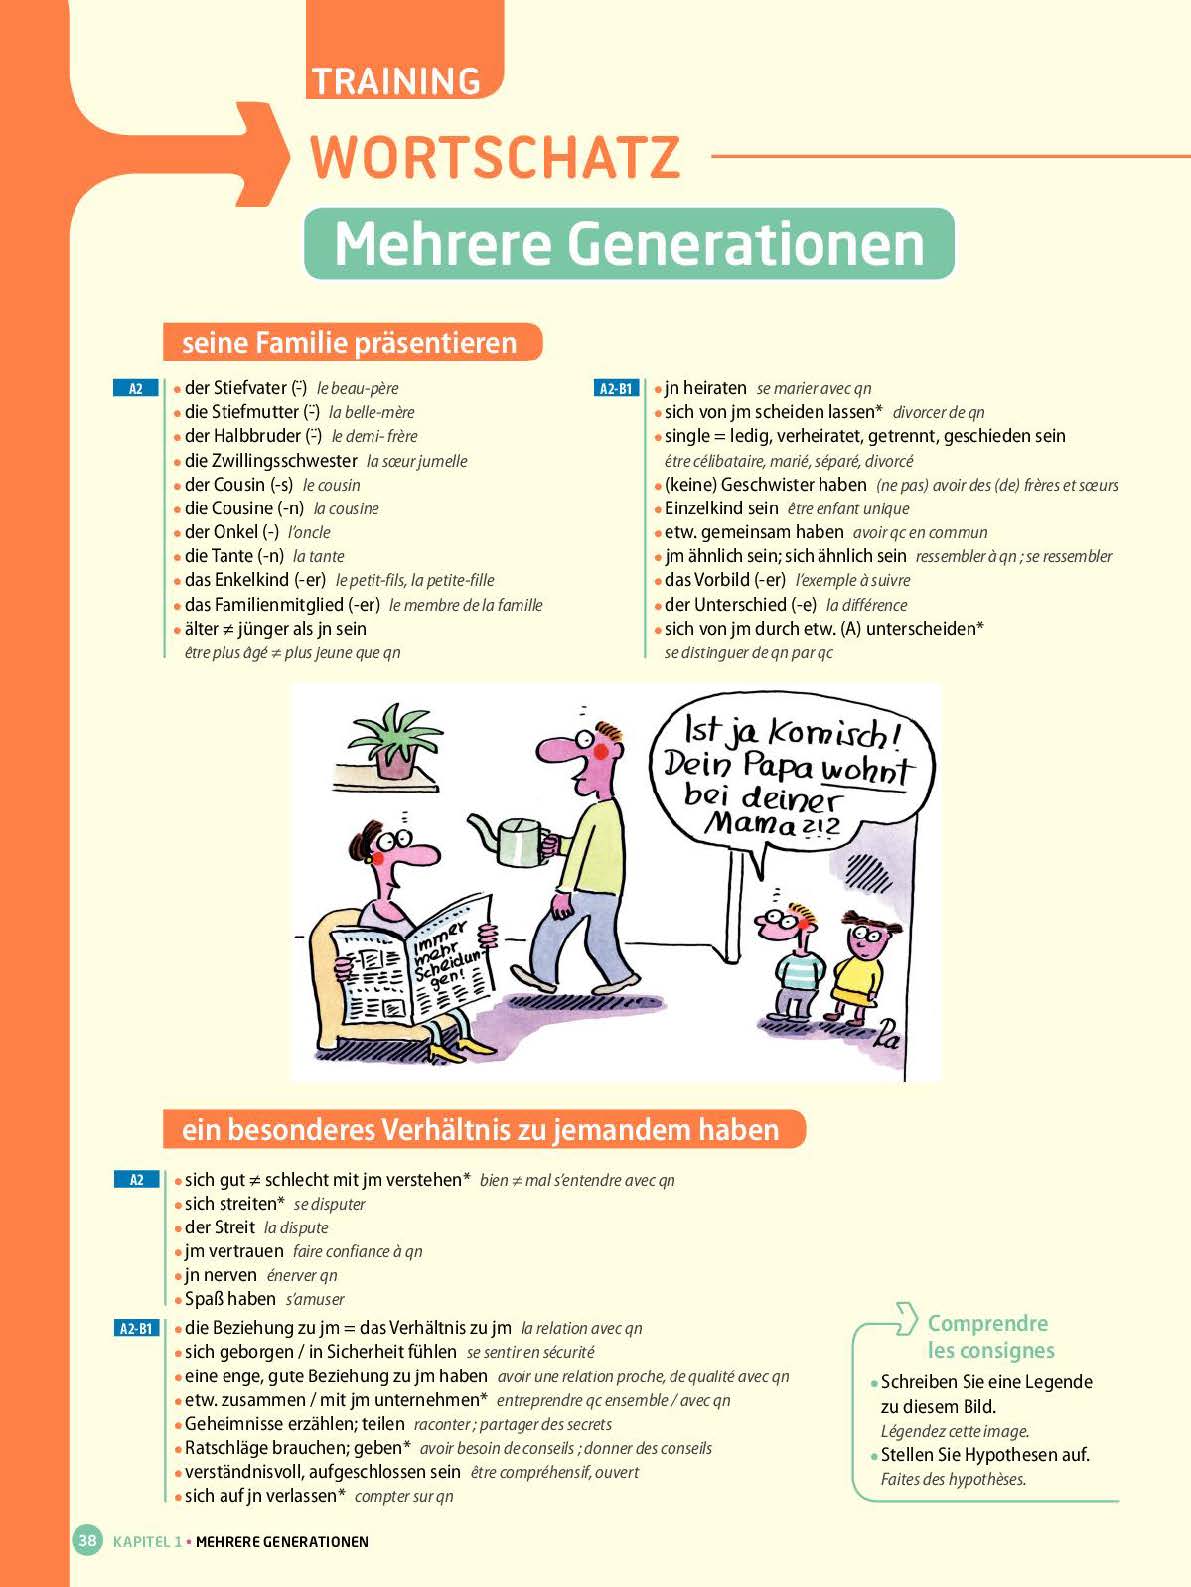 TRAINING
WORTSCHATZ
Mehrere Generationen
seine Familie präsentieren
A2
• der Stiefvater (¨-) le beau-père
• die Stiefmutter (¨-) la belle-mère
• der Halbbruder (¨-) le demi-frère
• die Zwillingsschwester la sœur jumelle
• der Cousin (-s) le cousin
• die Cousine (-n) la cousine
• der Onkel (-) l'oncle
• die Tante (-n) la tante
• das Enkelkind (-er) le petit-fils, la petite-fille
• das Familienmitglied (-er) le membre de la famille
• älter ≠ jünger als jn sein
être plus âgé ≠ plus jeune que qn
A2-B1
• jn heiraten se marier avec qn
• sich von jm scheiden lassen* divorcer de qn
• single = ledig, verheiratet, getrennt, geschieden sein
être célibataire, marié, séparé, divorcé
• (keine) Geschwister haben (ne pas) avoir des (de) frères et sœurs
• Einzelkind sein être enfant unique
• etw. gemeinsam haben avoir qc en commun
• jm ähnlich sein; sich ähnlich sein ressembler à qn ; se ressembler
• das Vorbild (-er) l'exemple à suivre
• der Unterschied (-e) la différence
• sich von jm durch etw. (A) unterscheiden*
se distinguer de qn par qc
Ist ja komisch!
Dein Papa wohnt
bei deiner
Mama ?!?
Immer
mehr
Scheidun-
gen!
ein besonderes Verhältnis zu jemandem haben
A2
• sich gut ≠ schlecht mit jm verstehen* bien ≠ mal s'entendre avec qn
• sich streiten* se disputer
• der Streit la dispute
• jm vertrauen faire confiance à qn
• jn nerven énerver qn
• Spaß haben s'amuser
A2-B1
• die Beziehung zu jm = das Verhältnis zu jm la relation avec qn
• sich geborgen / in Sicherheit fühlen se sentir en sécurité
• eine enge, gute Beziehung zu jm haben avoir une relation proche, de qualité avec qn
• etw. zusammen / mit jm unternehmen* entreprendre qc ensemble / avec qn
• Geheimnisse erzählen; teilen raconter ; partager des secrets
• Ratschläge brauchen; geben* avoir besoin de conseils ; donner des conseils
• verständnisvoll, aufgeschlossen sein être compréhensif, ouvert
• sich auf jn verlassen* compter sur qn
Comprendre
les consignes
• Schreiben Sie eine Legende
zu diesem Bild.
Légendez cette image.
• Stellen Sie Hypothesen auf.
Faites des hypothèses.
38 KAPITEL 1 • MEHRERE GENERATIONEN